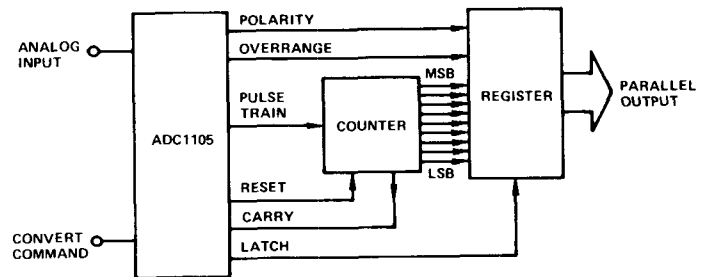 POLARITY
ANALOG
INPUT
OVERRANGE
MSB
PULSE
TRAIN
ADC1105
COUNTER
REGISTER
PARALLEL
OUTPUT
LSB
RESET
CARRY
CONVERT
COMMAND
LATCH